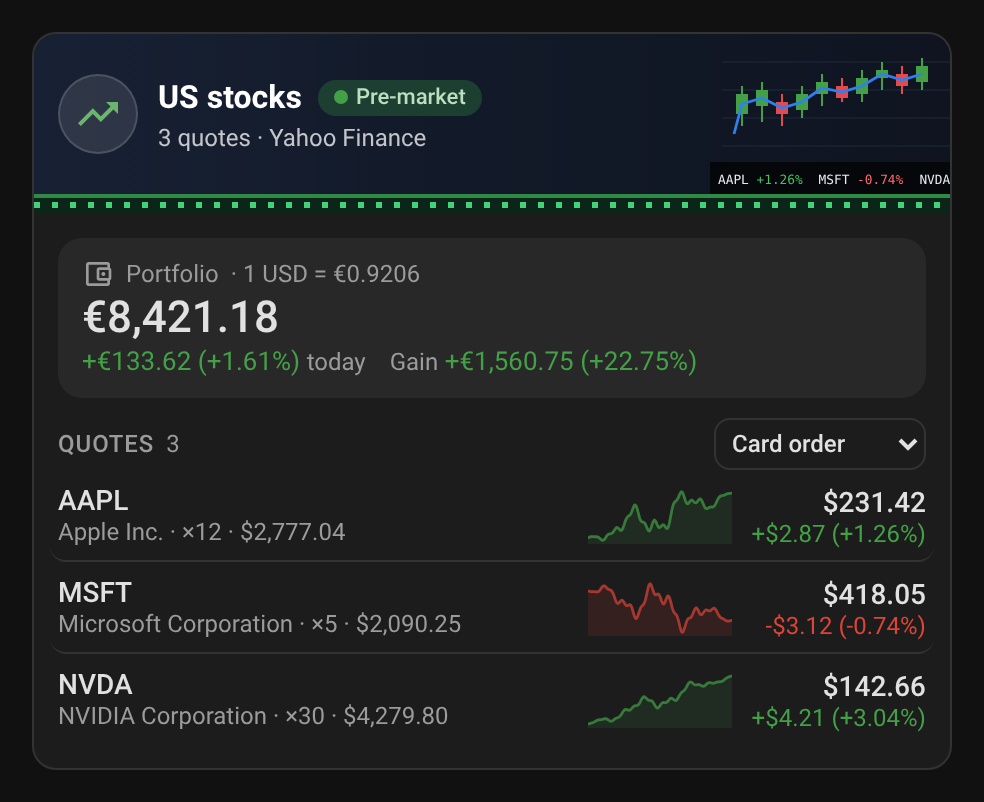 US stocks
Pre-market
3 quotes · Yahoo Finance
AAPL +1.26% MSFT -0.74% NVDA
Portfolio · 1 USD = €0.9206
€8,421.18
+€133.62 (+1.61%) today Gain +€1,560.75 (+22.75%)
QUOTES 3
Card order
AAPL
$231.42
Apple Inc. · ×12 · $2,777.04
+$2.87 (+1.26%)
MSFT
$418.05
Microsoft Corporation · ×5 · $2,090.25
-$3.12 (-0.74%)
NVDA
$142.66
NVIDIA Corporation · ×30 · $4,279.80
+$4.21 (+3.04%)